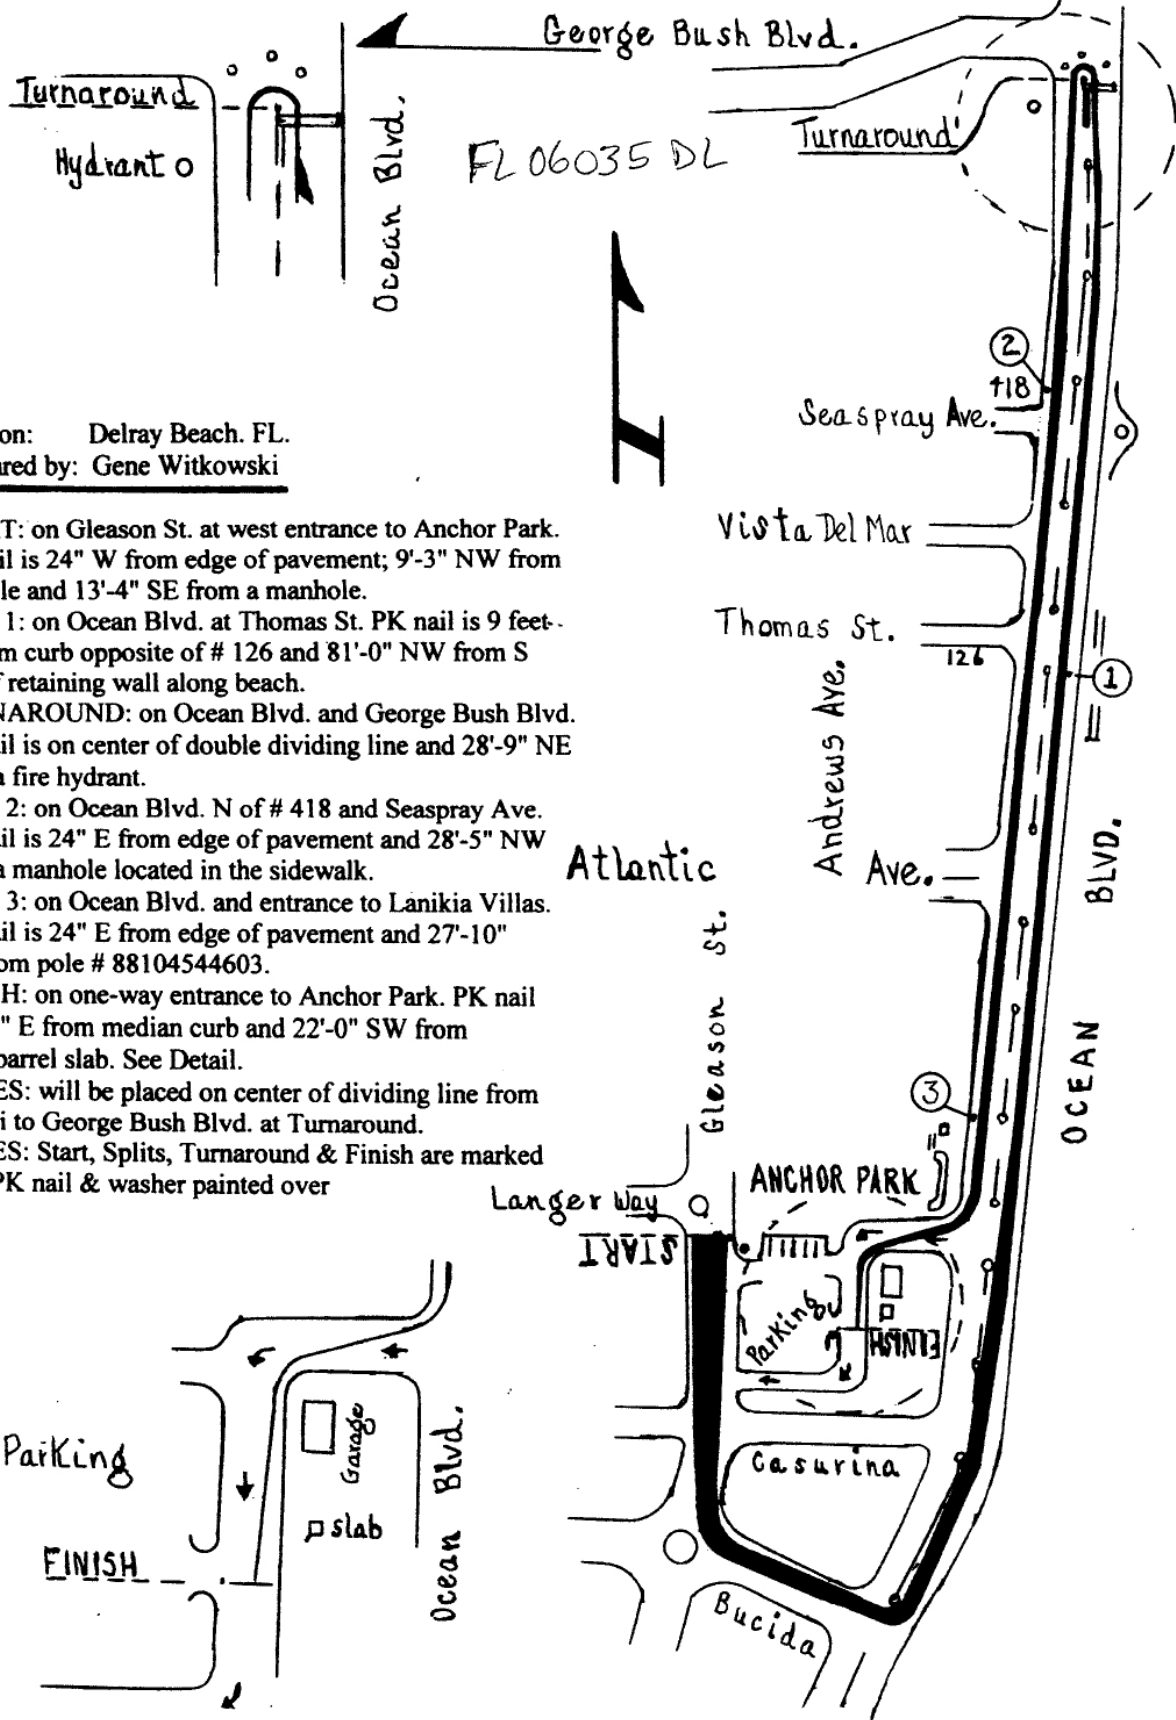 George Bush Blvd.
Turnaround
Hydrant
Ocean Blvd.
FL 06035 DL
Turnaround
2
418
Seaspray Ave.
on: Delray Beach. FL.
red by: Gene Witkowski
T: on Gleason St. at west entrance to Anchor Park.
il is 24" W from edge of pavement; 9'-3" NW from
le and 13'-4" SE from a manhole.
1: on Ocean Blvd. at Thomas St. PK nail is 9 feet-
m curb opposite of # 126 and 81'-0" NW from S
f retaining wall along beach.
NAROUND: on Ocean Blvd. and George Bush Blvd.
il is on center of double dividing line and 28'-9" NE
a fire hydrant.
2: on Ocean Blvd. N of # 418 and Seaspray Ave.
il is 24" E from edge of pavement and 28'-5" NW
a manhole located in the sidewalk.
3: on Ocean Blvd. and entrance to Lanikia Villas.
il is 24" E from edge of pavement and 27'-10"
om pole # 88104544603.
H: on one-way entrance to Anchor Park. PK nail
" E from median curb and 22'-0" SW from
barrel slab. See Detail.
ES: will be placed on center of dividing line from
i to George Bush Blvd. at Turnaround.
ES: Start, Splits, Turnaround & Finish are marked
PK nail & washer painted over
Vista Del Mar
Thomas St.
126
1
Andrews Ave.
Atlantic Ave.
OCEAN BLVD.
Gleason St.
3
ANCHOR PARK
Langer Way
START
Parking
FINISH
Casurina
Bucida
Parking
Garage
slab
Ocean Blvd.
FINISH